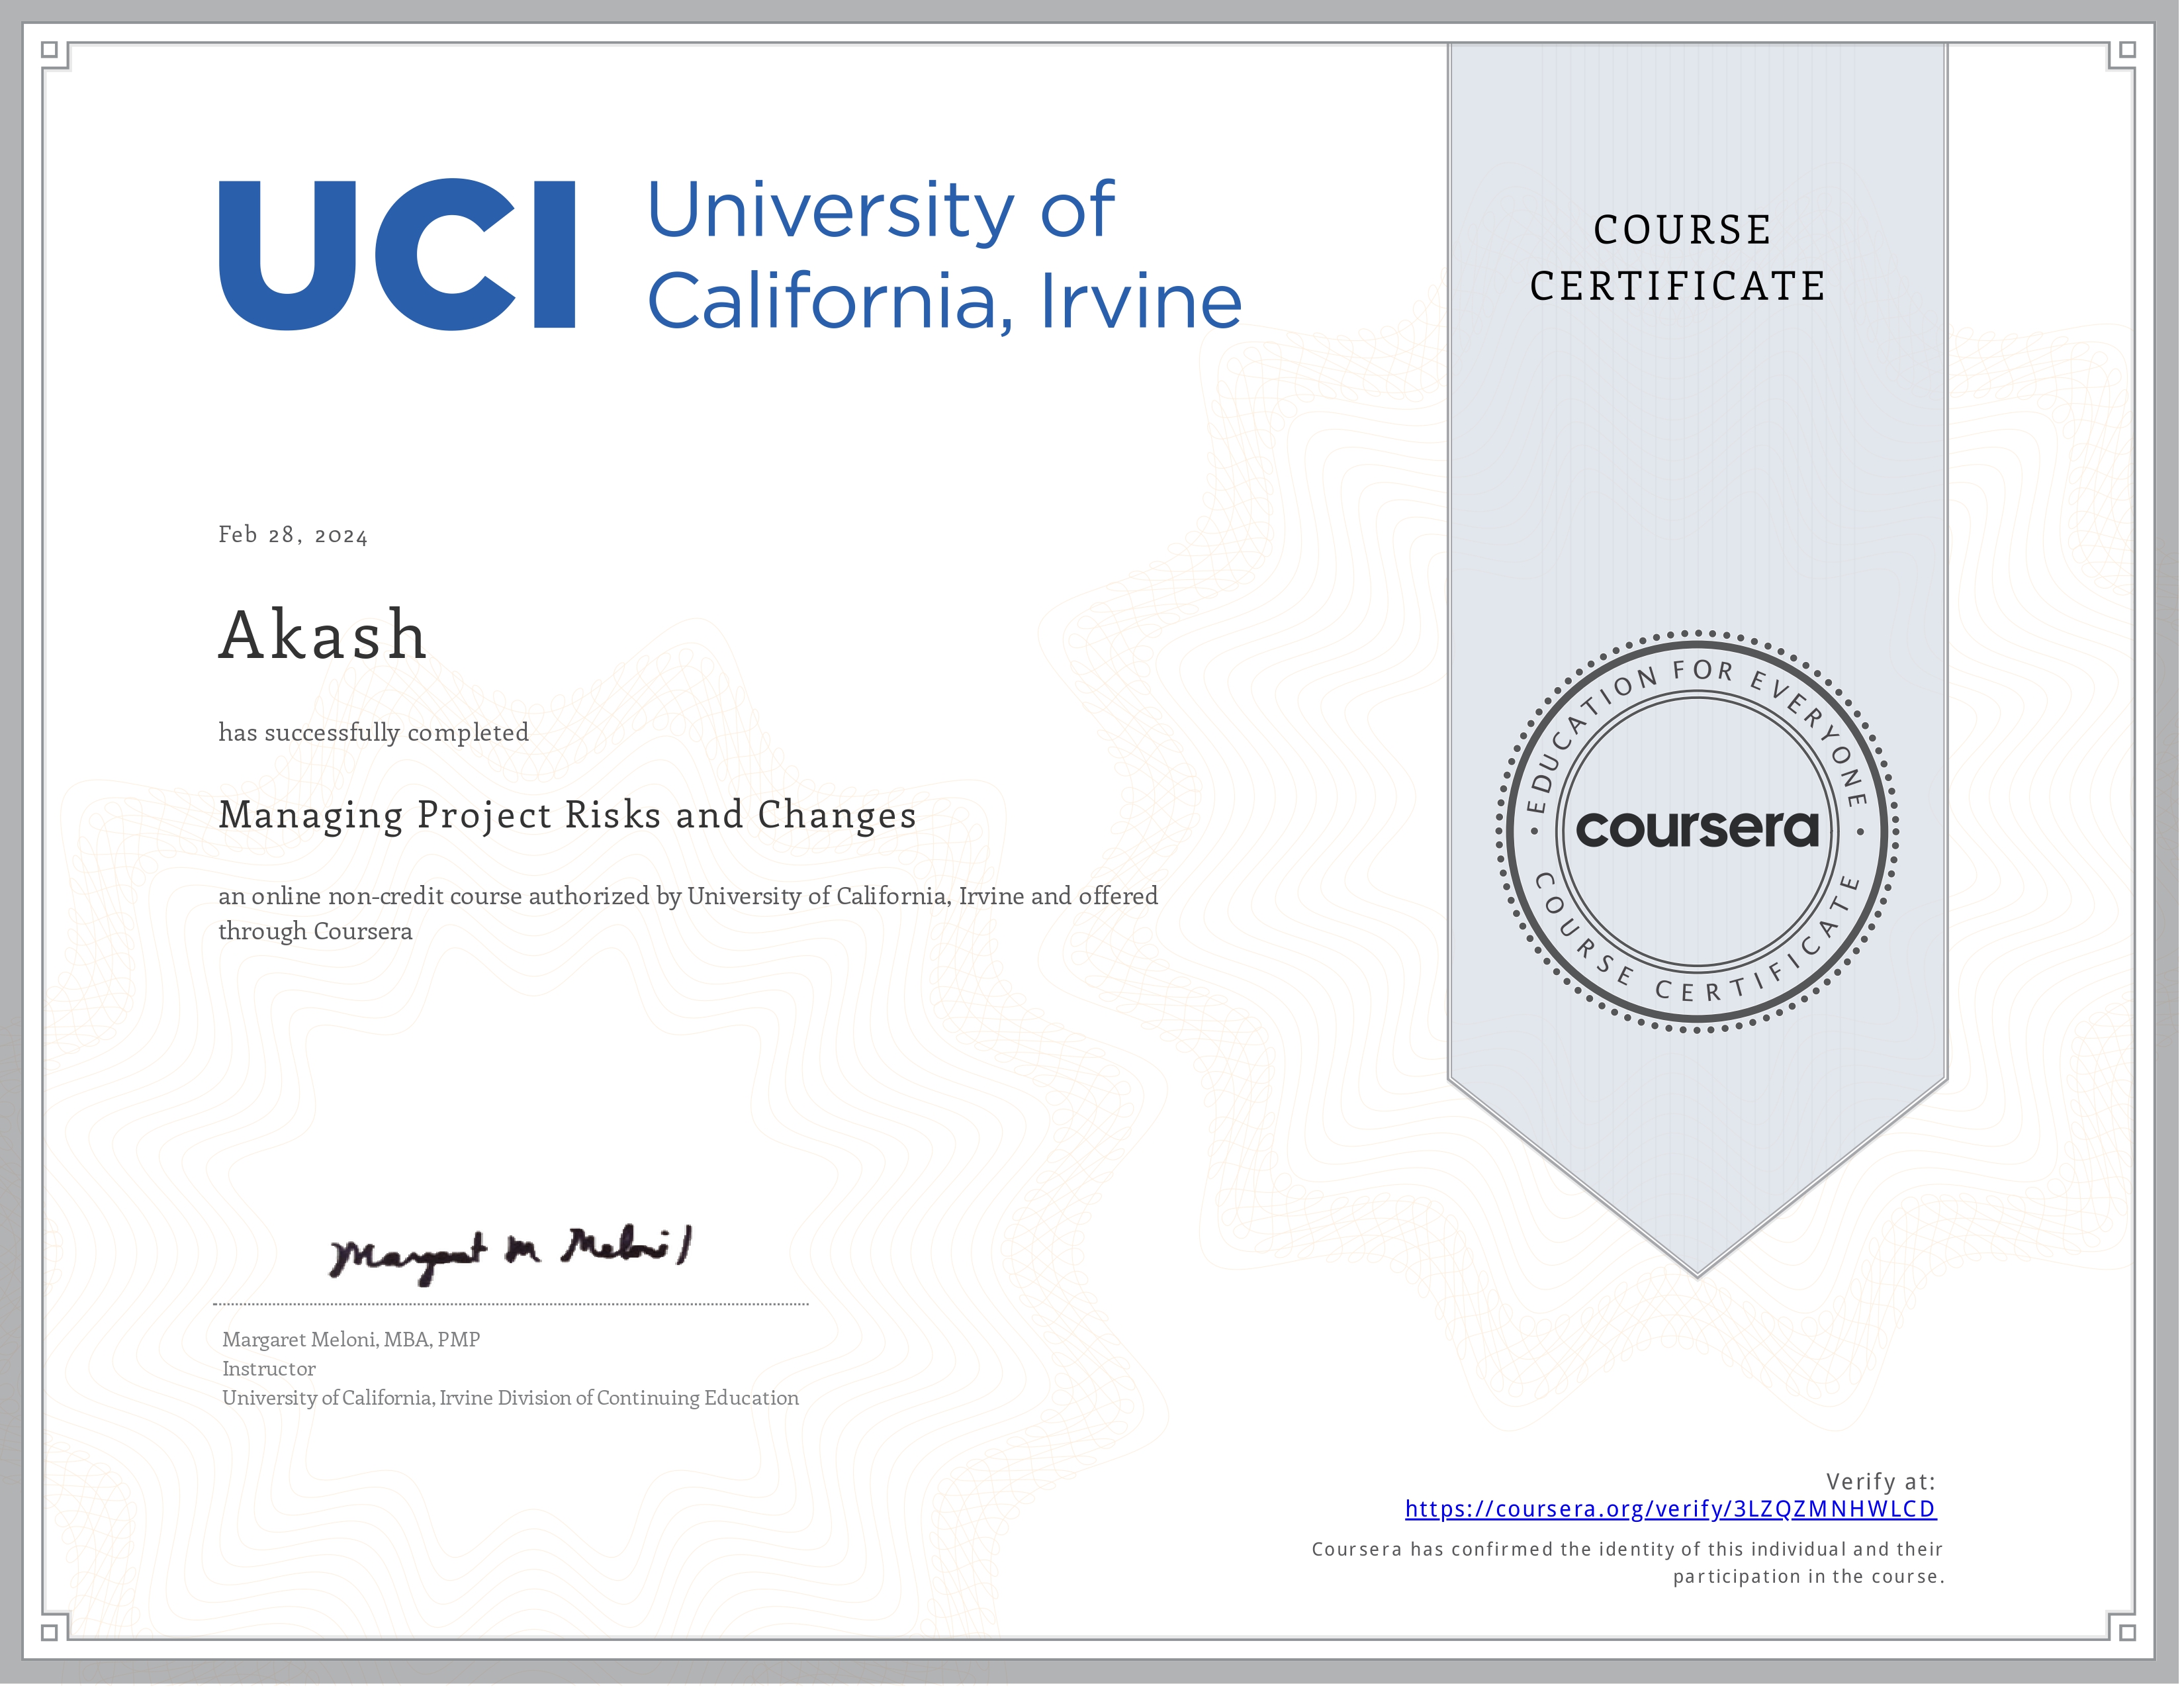 UCI University of
California, Irvine
COURSE
CERTIFICATE
Feb 28, 2024
Akash
has successfully completed
Managing Project Risks and Changes
an online non-credit course authorized by University of California, Irvine and offered
through Coursera
EDUCATION FOR EVERYONE
coursera
COURSE CERTIFICATE
Margaret M Meloni
Margaret Meloni, MBA, PMP
Instructor
University of California, Irvine Division of Continuing Education
Verify at:
https://coursera.org/verify/3LZQZMNHWLCD
Coursera has confirmed the identity of this individual and their
participation in the course.